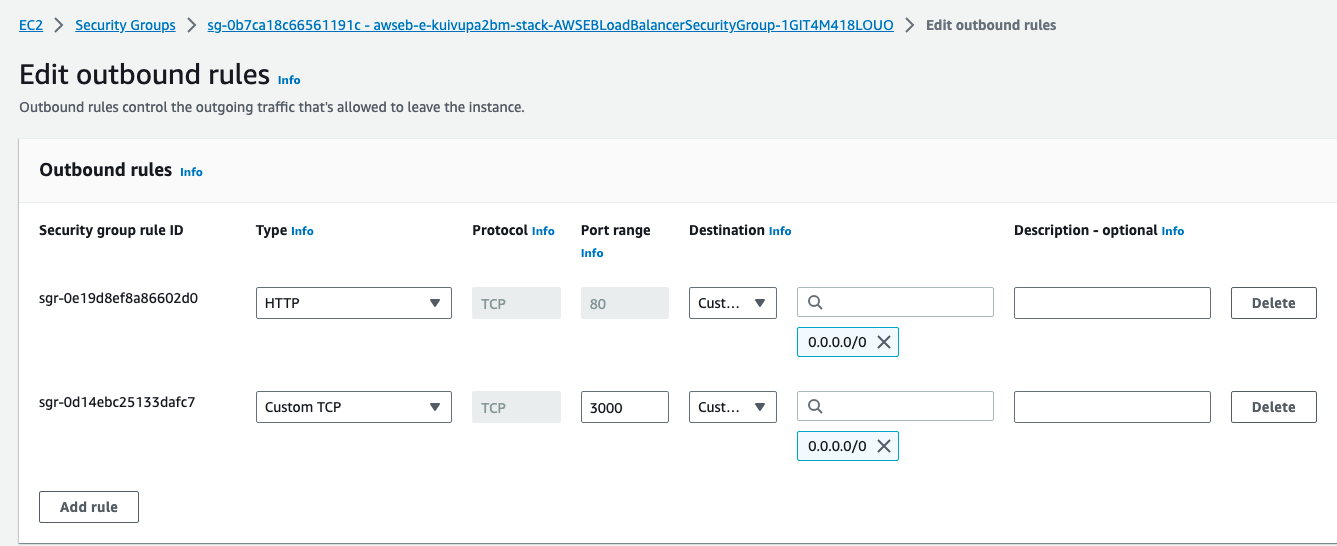 EC2 > Security Groups > sg-0b7ca18c66561191c - awseb-e-kuivupa2bm-stack-AWSEBLoadBalancerSecurityGroup-1GIT4M418LOUO > Edit outbound rules
Edit outbound rules Info
Outbound rules control the outgoing traffic that's allowed to leave the instance.
Outbound rules Info
Security group rule ID Type Info Protocol Info Port range Destination Info Description - optional Info
Info
sgr-0e19d8ef8a86602d0 HTTP TCP 80 Cust... Delete
0.0.0.0/0
sgr-0d14ebc25133dafc7 Custom TCP TCP 3000 Cust... Delete
0.0.0.0/0
Add rule